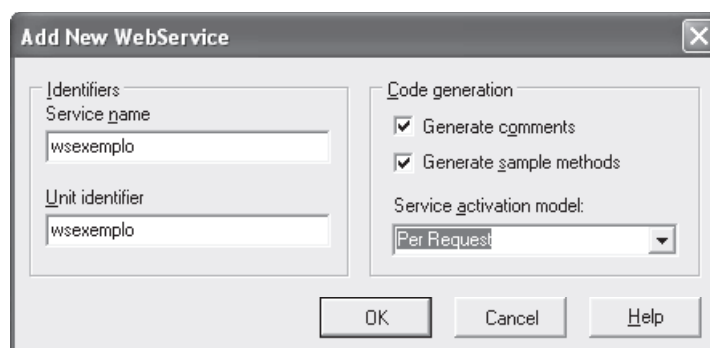 Add New WebService
Identifiers
Service name
wsexemplo
Unit identifier
wsexemplo
Code generation
Generate comments
Generate sample methods
Service activation model:
Per Request
OK
Cancel
Help